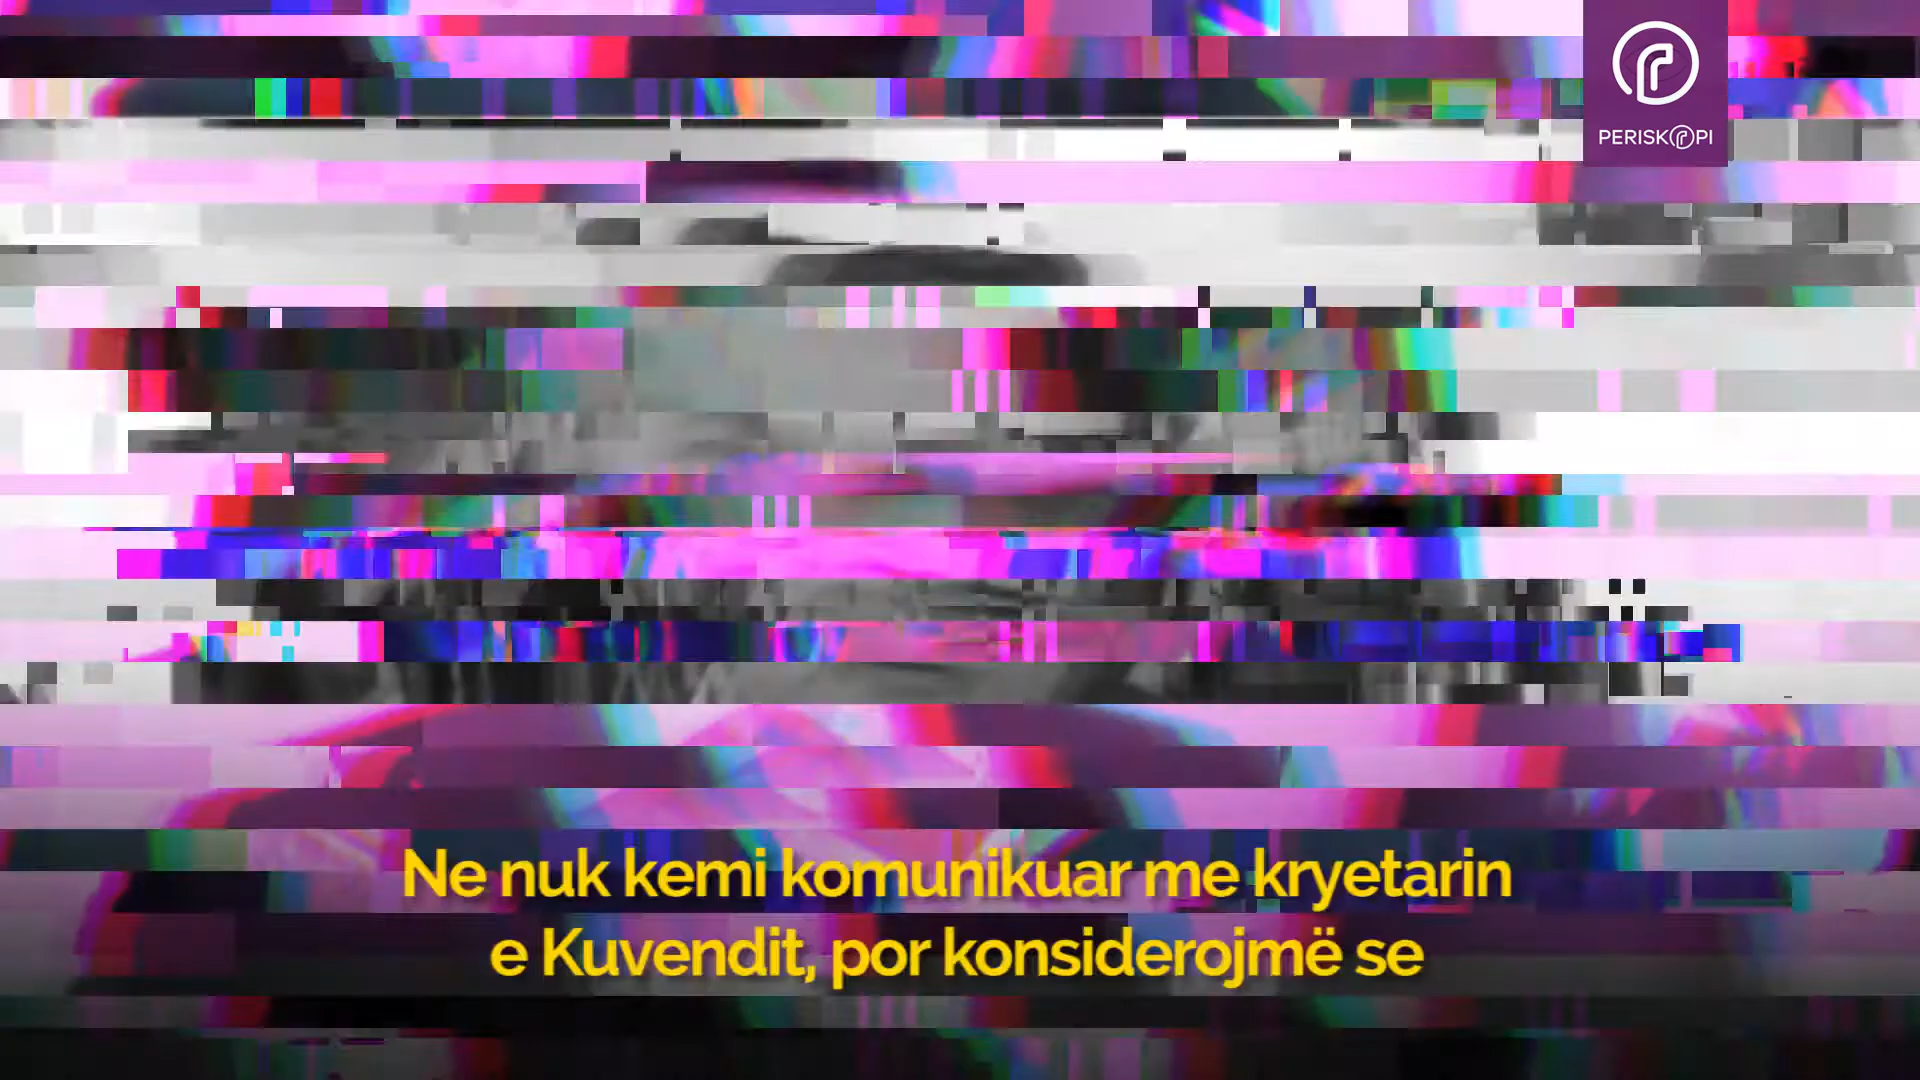 PERISKOPI
Ne nuk kemi komunikuar me kryetarin
e Kuvendit, por konsiderojmë se